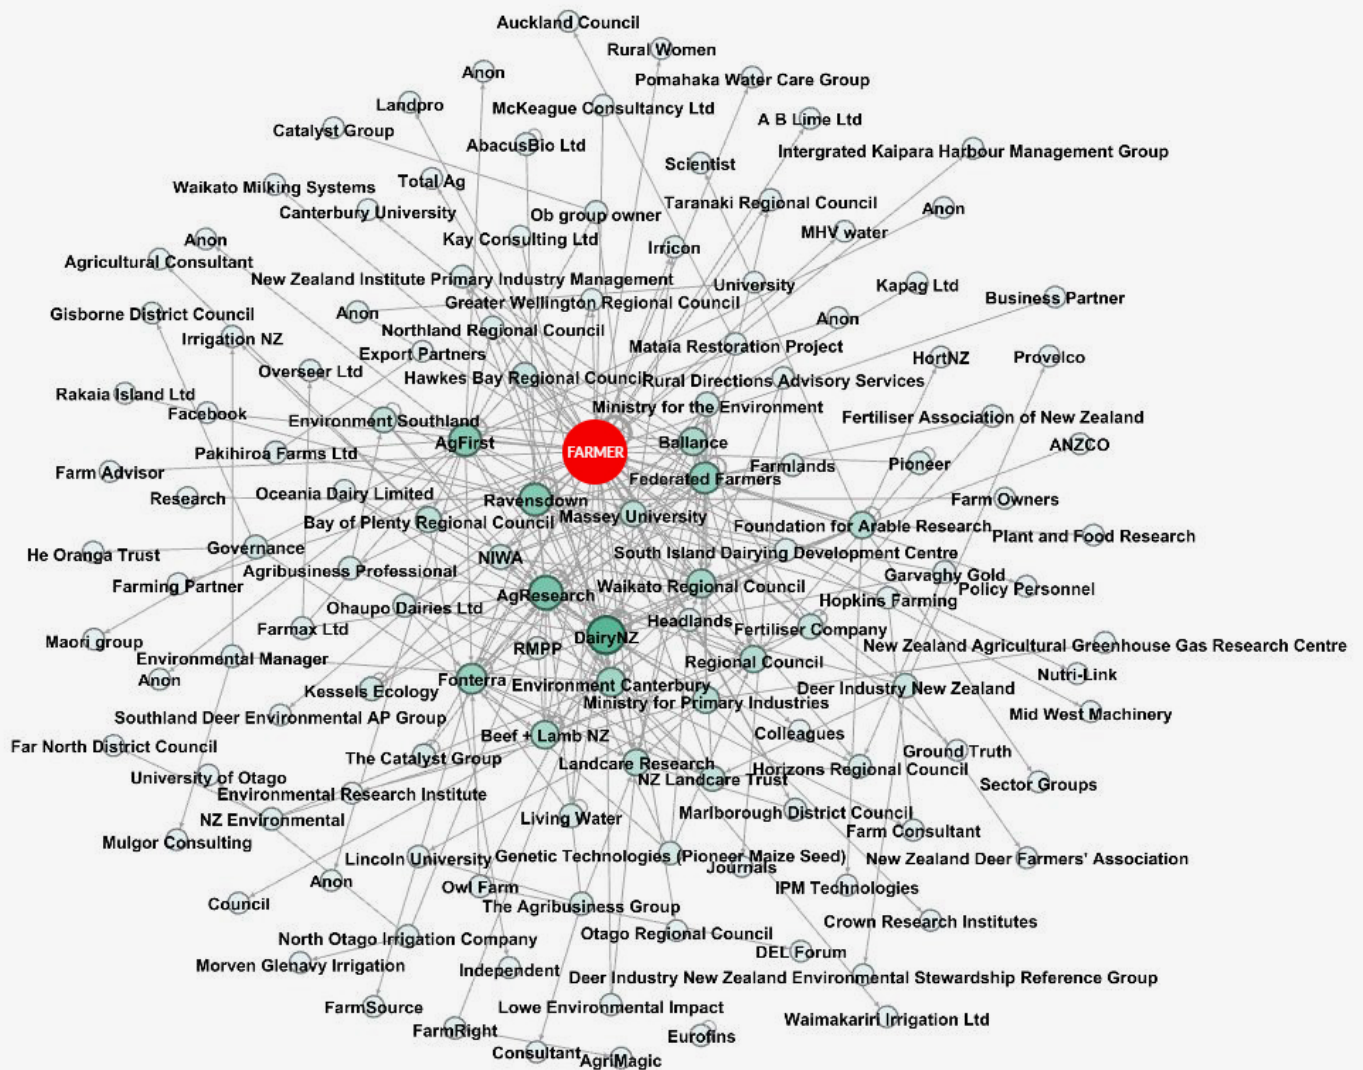 Auckland Council
Rural Women
Anon
Pomahaka Water Care Group
Landpro
McKeague Consultancy Ltd
A B Lime Ltd
Catalyst Group
AbacusBio Ltd
Intergrated Kaipara Harbour Management Group
Scientist
Total Ag
Waikato Milking Systems
Taranaki Regional Council
Anon
Canterbury University
Ob group owner
MHV water
Kay Consulting Ltd
Anon
Irricon
Agricultural Consultant
New Zealand Institute Primary Industry Management
University
Kapag Ltd
Business Partner
Greater Wellington Regional Council
Gisborne District Council
Anon
Anon
Northland Regional Council
Irrigation NZ
Mataia Restoration Project
Export Partners
HortNZ
Provelco
Overseer Ltd
Hawkes Bay Regional Council
Rural Directions Advisory Services
Rakaia Island Ltd
Ministry for the Environment
Facebook
Environment Southland
Fertiliser Association of New Zealand
AgFirst
Ballance
ANZCO
FARMER
Pakihiroa Farms Ltd
Farmlands
Pioneer
Farm Advisor
Federated Farmers
Oceania Dairy Limited
Research
Ravensdown
Farm Owners
Massey University
Bay of Plenty Regional Council
Foundation for Arable Research
Plant and Food Research
Governance
He Oranga Trust
NIWA
South Island Dairying Development Centre
Agribusiness Professional
Garvaghy Gold
Farming Partner
Waikato Regional Council
Policy Personnel
AgResearch
Hopkins Farming
Ohaupo Dairies Ltd
Headlands
Farmax Ltd
Fertiliser Company
DairyNZ
Maori group
New Zealand Agricultural Greenhouse Gas Research Centre
RMPP
Environmental Manager
Regional Council
Nutri-Link
Anon
Fonterra
Environment Canterbury
Deer Industry New Zealand
Kessels Ecology
Ministry for Primary Industries
Mid West Machinery
Southland Deer Environmental AP Group
Colleagues
Beef + Lamb NZ
Far North District Council
Ground Truth
The Catalyst Group
Landcare Research
Horizons Regional Council
University of Otago
NZ Landcare Trust
Sector Groups
Environmental Research Institute
Marlborough District Council
NZ Environmental
Living Water
Farm Consultant
Mulgor Consulting
Lincoln University
Genetic Technologies (Pioneer Maize Seed)
New Zealand Deer Farmers' Association
Journals
Anon
Owl Farm
IPM Technologies
Council
The Agribusiness Group
Crown Research Institutes
Otago Regional Council
North Otago Irrigation Company
DEL Forum
Morven Glenavy Irrigation
Independent
Deer Industry New Zealand Environmental Stewardship Reference Group
FarmSource
Lowe Environmental Impact
Waimakariri Irrigation Ltd
FarmRight
Eurofins
Consultant
AgriMagic